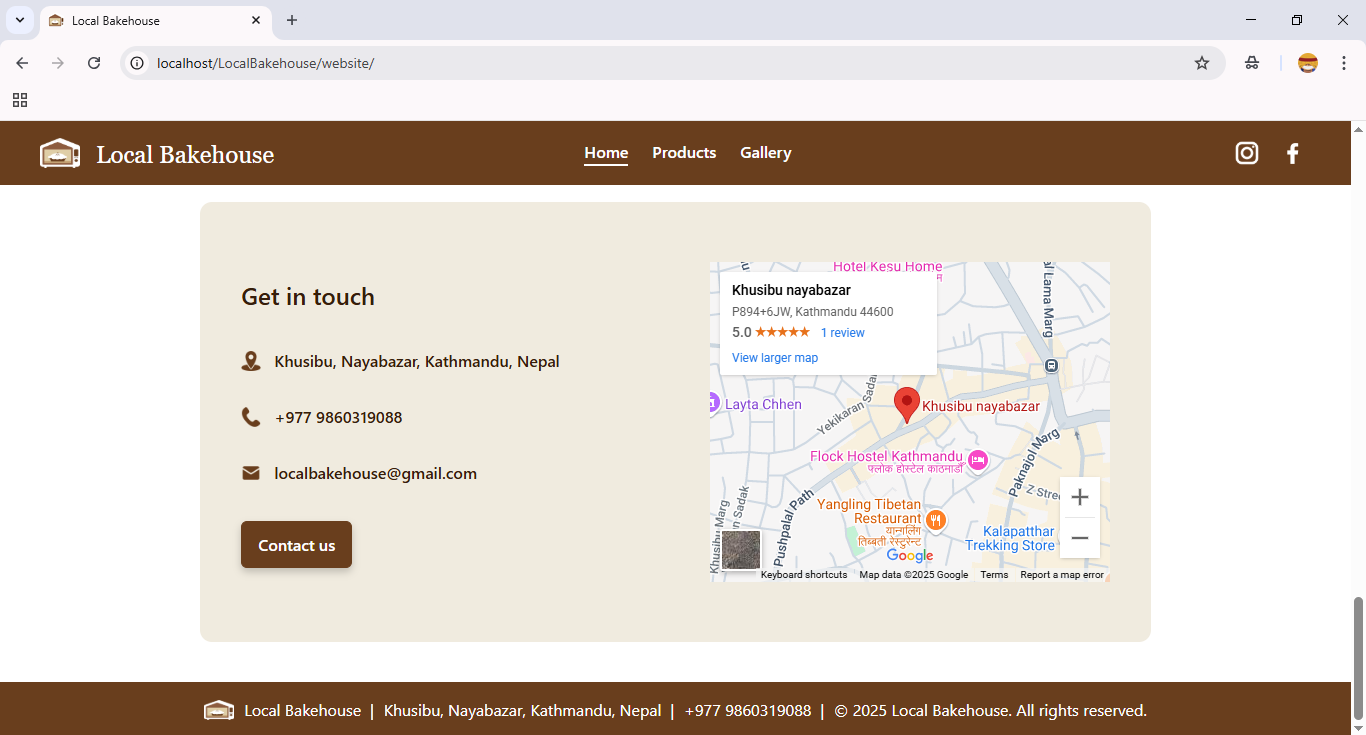 Local Bakehouse
localhost/LocalBakehouse/website/
Local Bakehouse
Home Products Gallery
Get in touch
Khusibu, Nayabazar, Kathmandu, Nepal
+977 9860319088
localbakehouse@gmail.com
Contact us
Hotel Kesu Home
Khusibu nayabazar
P894+6JW, Kathmandu 44600
5.0 1 review
View larger map
Lama Marg
Layta Chhen
Yekikaran Sadak
Khusibu nayabazar
Flock Hostel Kathmandu
फ्लोक होस्टेल काठमाडौँ
Paknajol Marg
Pushpalal Path
Khusibu Marg
Sadak
Yangling Tibetan
Restaurant
यान्गलिंग
तिब्बती रेस्टुरेन्ट
Kalapatthar
Trekking Store
Google
Keyboard shortcuts Map data ©2025 Google Terms Report a map error
Local Bakehouse | Khusibu, Nayabazar, Kathmandu, Nepal | +977 9860319088 | © 2025 Local Bakehouse. All rights reserved.